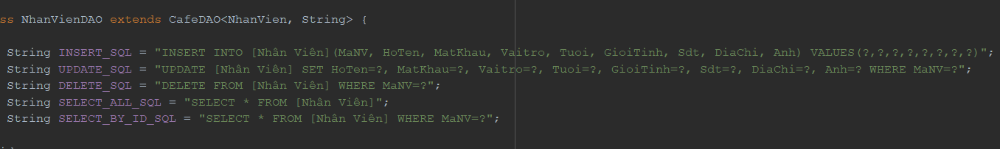 ss NhanVienDAO extends CafeDAO<NhanVien, String> {
String INSERT_SQL = "INSERT INTO [Nhân Viên](MaNV, HoTen, MatKhau, Vaitro, Tuoi, GioiTinh, Sdt, DiaChi, Anh) VALUES(?,?,?,?,?,?,?,?,?)";
String UPDATE_SQL = "UPDATE [Nhân Viên] SET HoTen=?, MatKhau=?, Vaitro=?, Tuoi=?, GioiTinh=?, Sdt=?, DiaChi=?, Anh=? WHERE MaNV=?";
String DELETE_SQL = "DELETE FROM [Nhân Viên] WHERE MaNV=?";
String SELECT_ALL_SQL = "SELECT * FROM [Nhân Viên]";
String SELECT_BY_ID_SQL = "SELECT * FROM [Nhân Viên] WHERE MaNV=?";